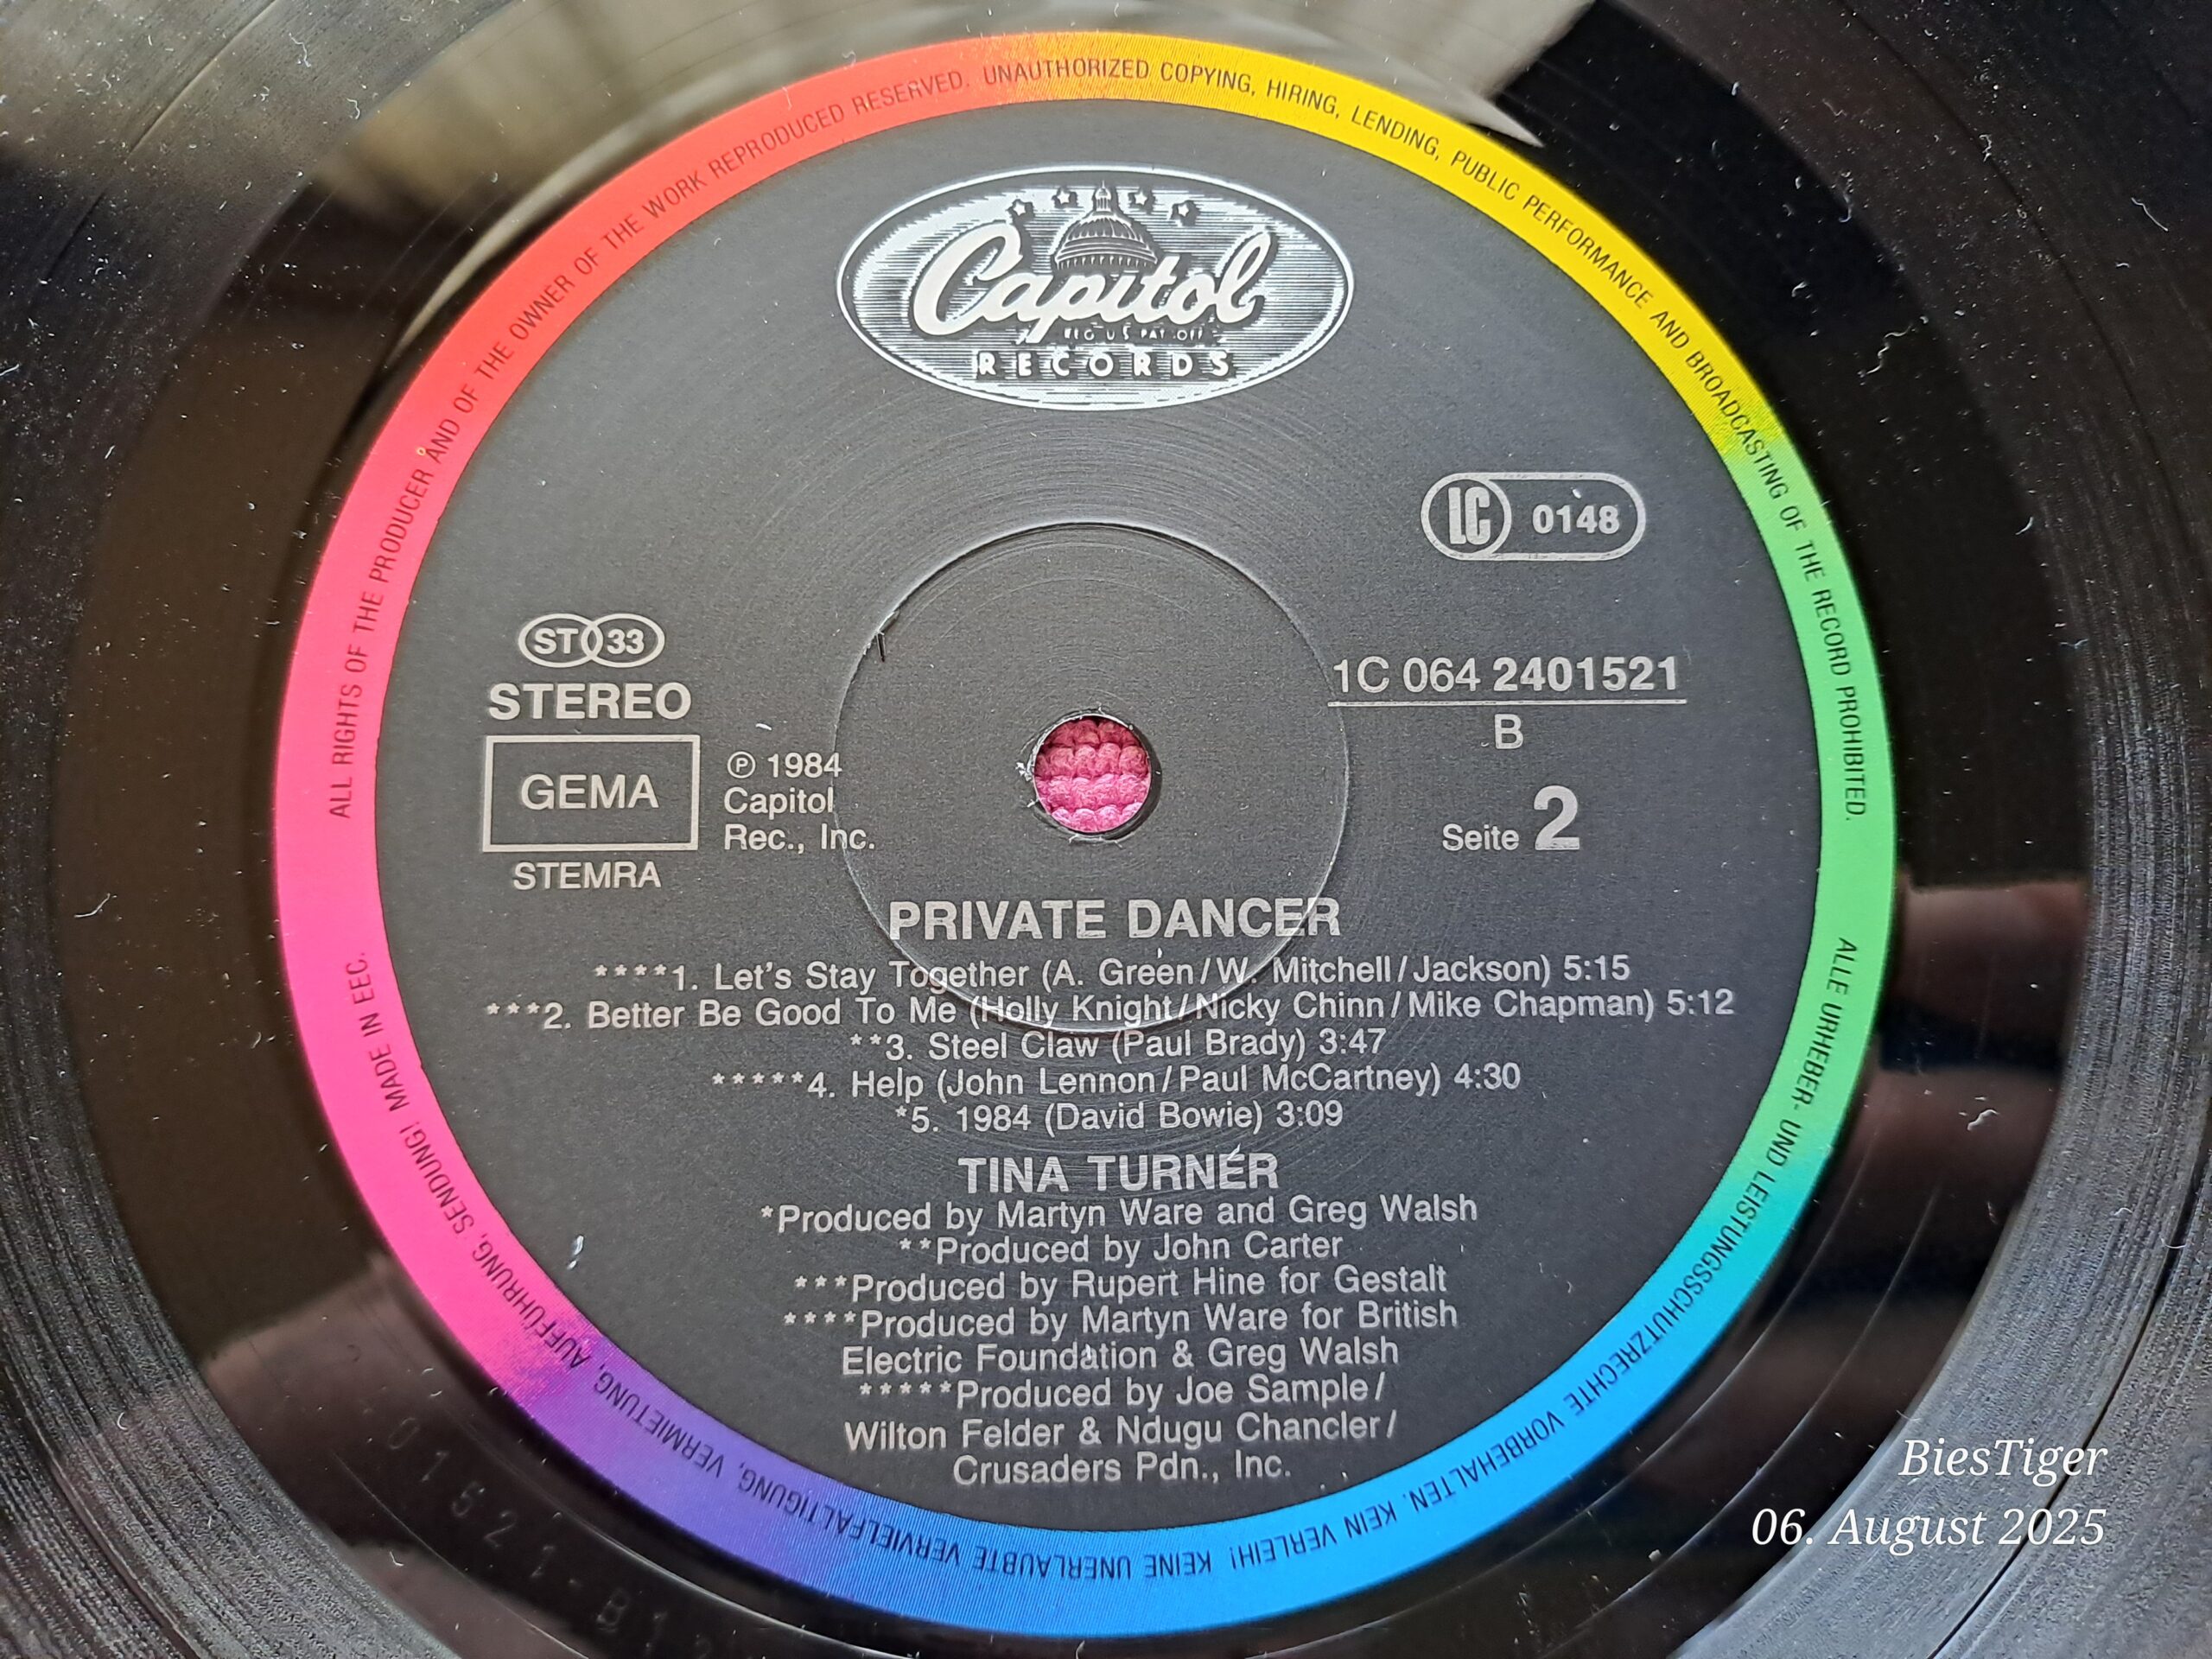 ALL RIGHTS OF THE PRODUCER AND OF THE OWNER OF THE WORK REPRODUCED RESERVED. UNAUTHORIZED COPYING, HIRING, LENDING, PUBLIC PERFORMANCE AND BROADCASTING OF THE RECORD PROHIBITED.
Capitol
REG. U.S. PAT. OFF.
RECORDS
LC 0148
ST 33
STEREO
GEMA
STEMRA
℗ 1984
Capitol
Rec., Inc.
1C 064 2401521
B
Seite 2
PRIVATE DANCER
****1. Let's Stay Together (A. Green/W. Mitchell/Jackson) 5:15
***2. Better Be Good To Me (Holly Knight/Nicky Chinn/Mike Chapman) 5:12
**3. Steel Claw (Paul Brady) 3:47
*****4. Help (John Lennon/Paul McCartney) 4:30
*5. 1984 (David Bowie) 3:09
TINA TURNER
*Produced by Martyn Ware and Greg Walsh
**Produced by John Carter
***Produced by Rupert Hine for Gestalt
****Produced by Martyn Ware for British
Electric Foundation & Greg Walsh
*****Produced by Joe Sample/
Wilton Felder & Ndugu Chancler/
Crusaders Pdn., Inc.
ALLE URHEBER- UND LEISTUNGSSCHUTZRECHTE VORBEHALTEN. KEIN VERLEIH! KEINE UNERLAUBTE VERVIELFÄLTIGUNG, VERMIETUNG, AUFFÜHRUNG, SENDUNG! MADE IN EEC.
01521-B1
BiesTiger
06. August 2025